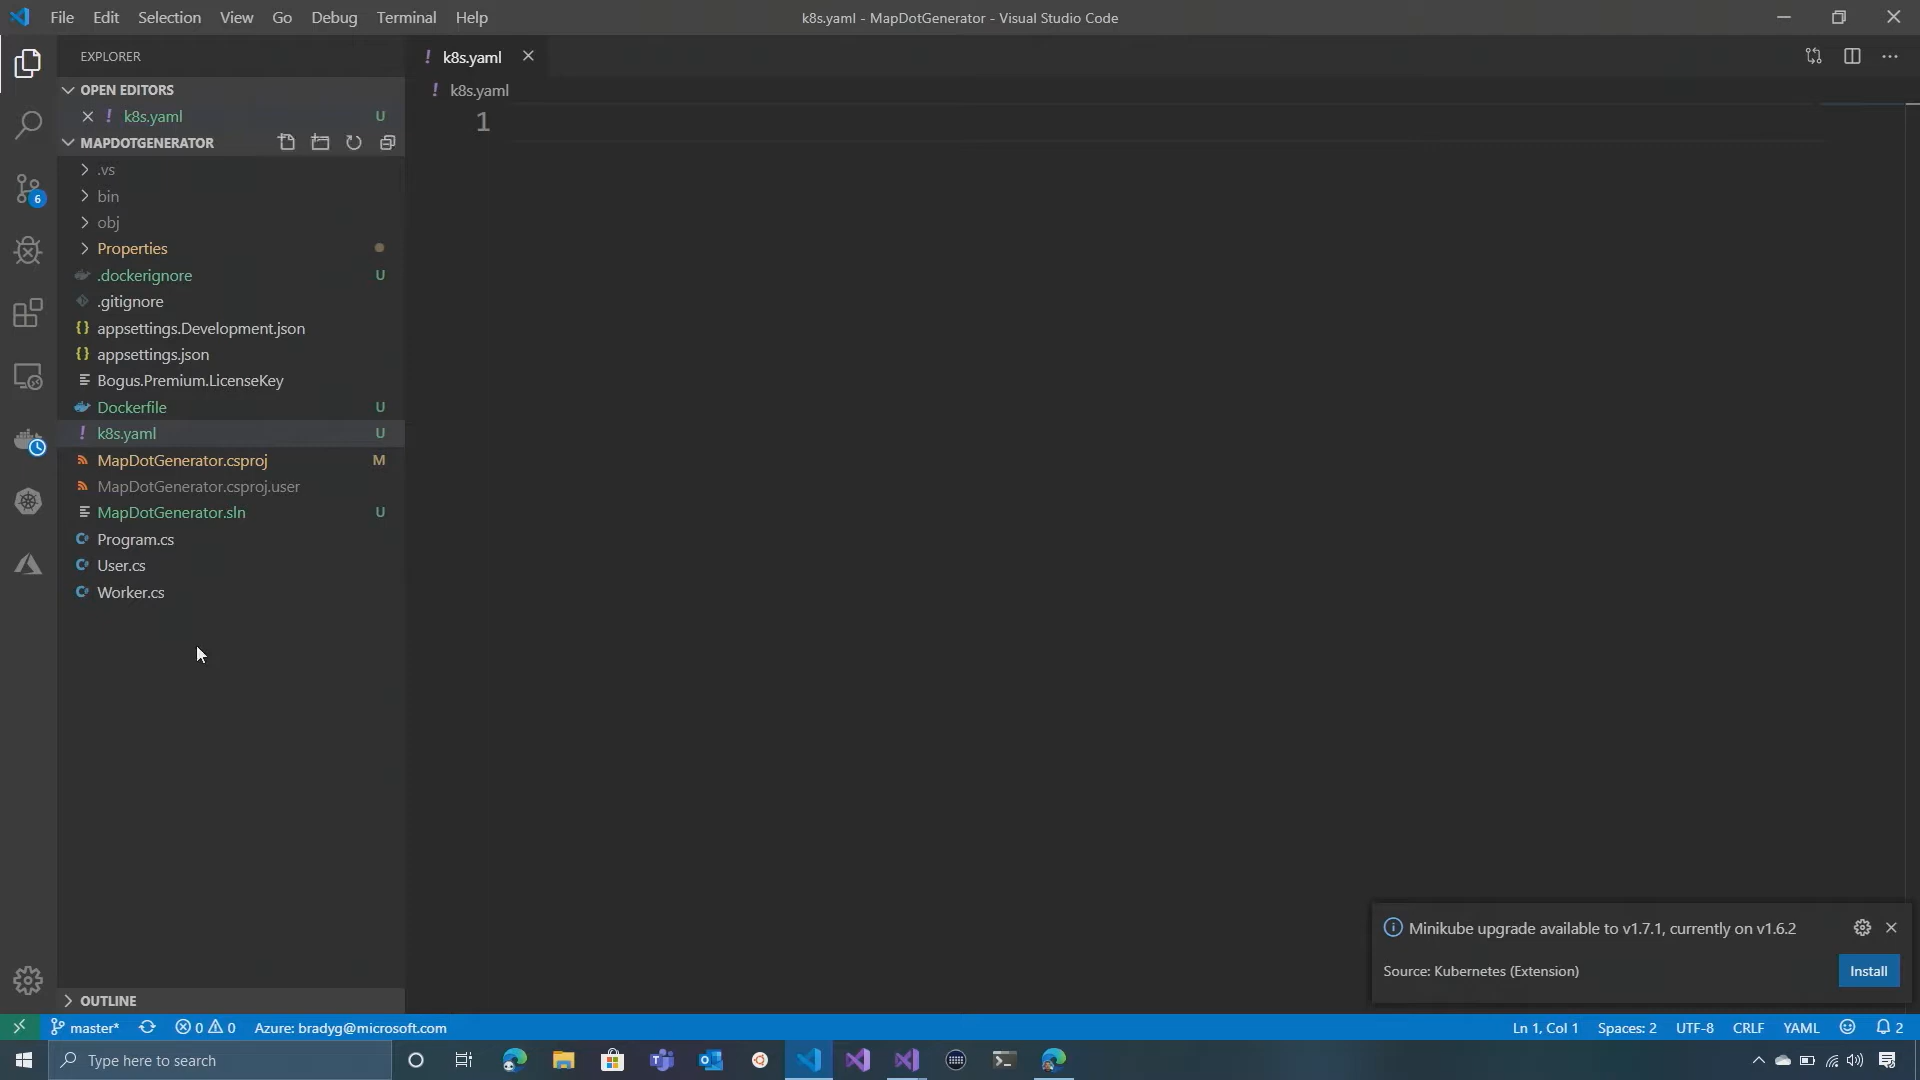 File Edit Selection View Go Debug Terminal Help
k8s.yaml - MapDotGenerator - Visual Studio Code
EXPLORER
OPEN EDITORS
! k8s.yaml U
MAPDOTGENERATOR
.vs
bin
obj
Properties
.dockerignore U
.gitignore
{} appsettings.Development.json
{} appsettings.json
Bogus.Premium.LicenseKey
Dockerfile U
! k8s.yaml U
MapDotGenerator.csproj M
MapDotGenerator.csproj.user
MapDotGenerator.sln U
C# Program.cs
C# User.cs
C# Worker.cs
OUTLINE
6
! k8s.yaml
! k8s.yaml
1
Minikube upgrade available to v1.7.1, currently on v1.6.2
Source: Kubernetes (Extension)
Install
master* 0 0 Azure: bradyg@microsoft.com
Ln 1, Col 1 Spaces: 2 UTF-8 CRLF YAML 2
Type here to search